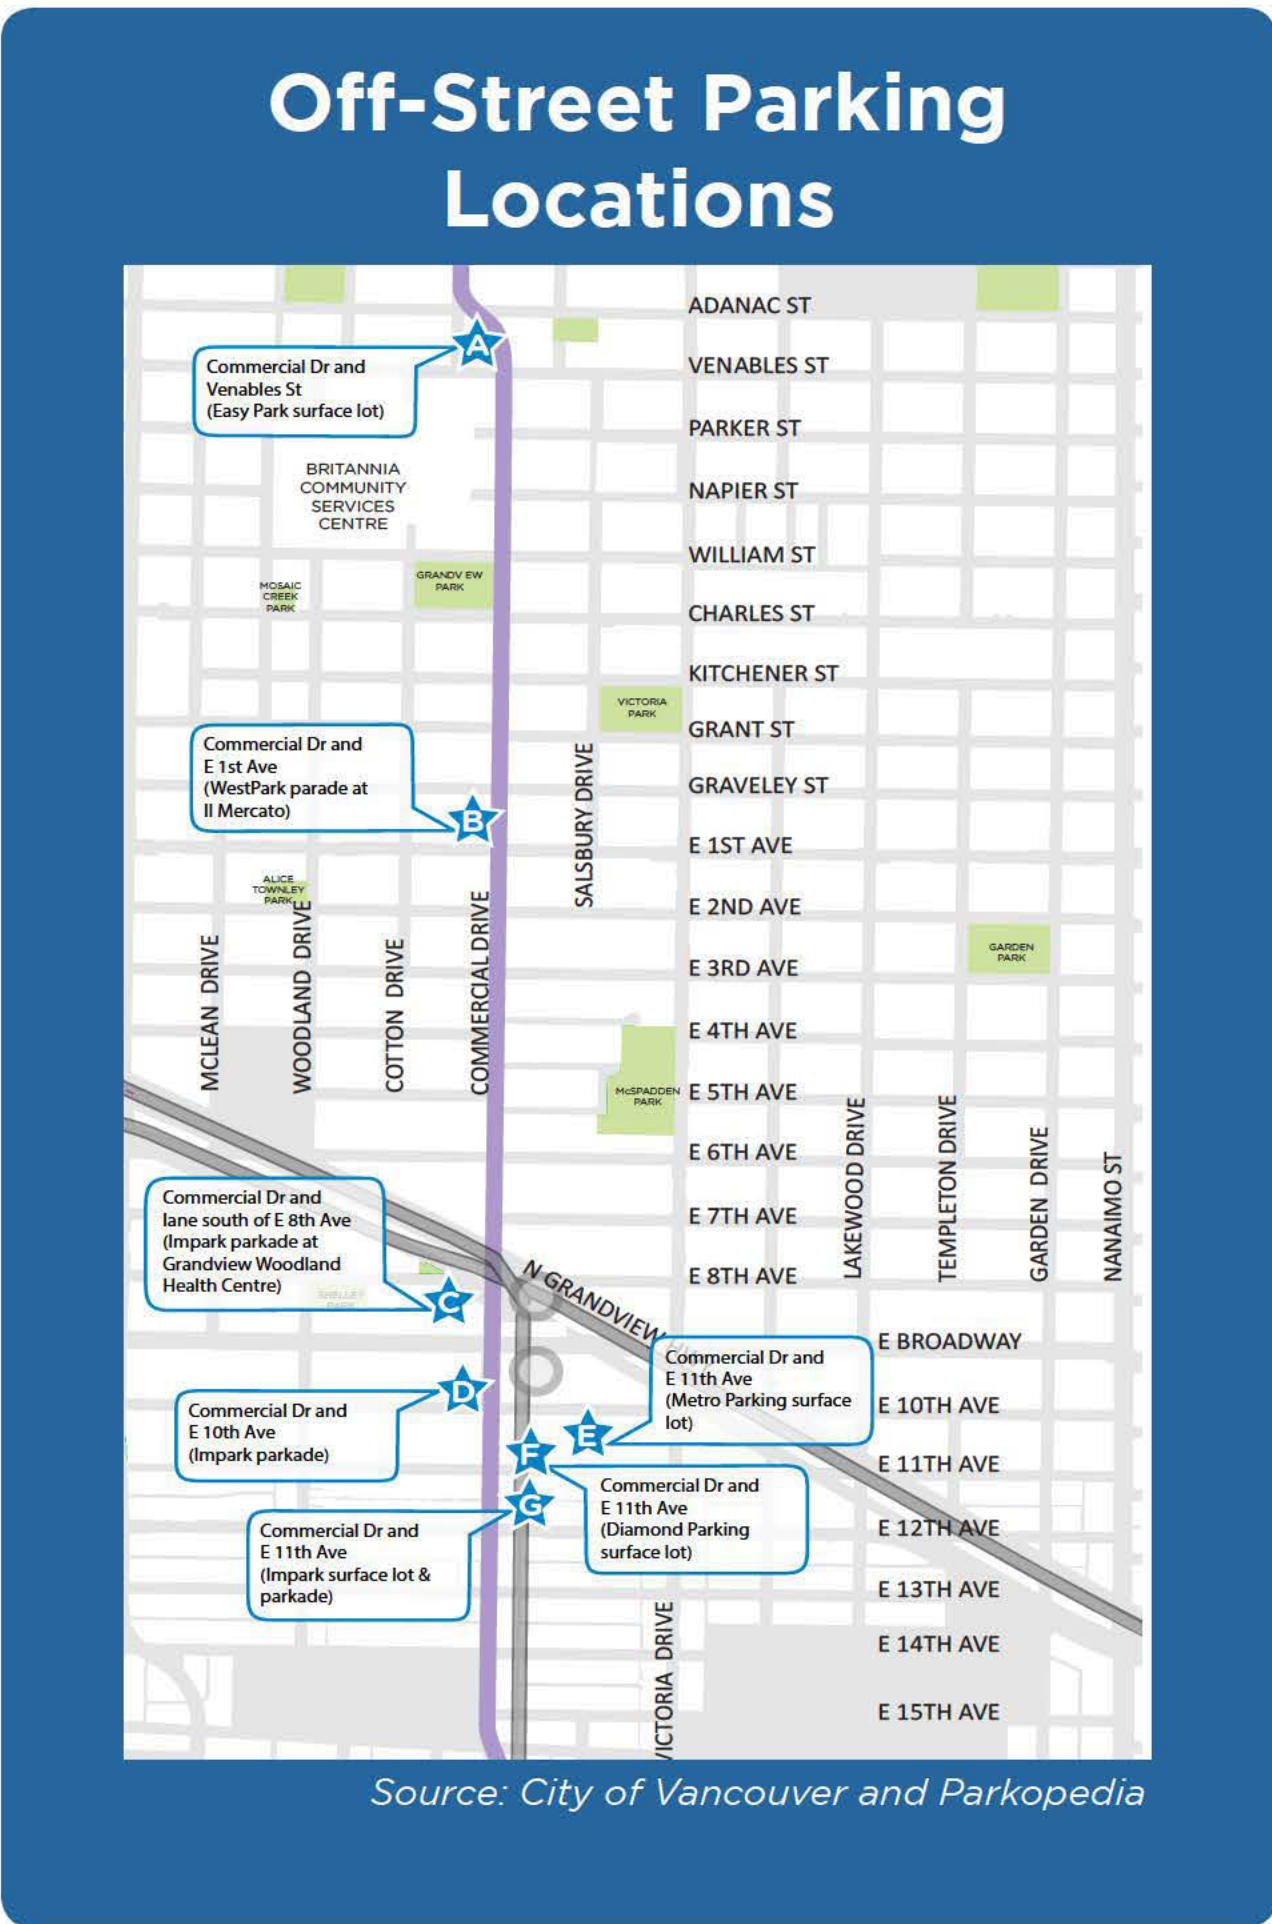 Off-Street Parking
Locations
ADANAC ST
A
Commercial Dr and
Venables St
(Easy Park surface lot)
VENABLES ST
PARKER ST
BRITANNIA
COMMUNITY
SERVICES
CENTRE
NAPIER ST
WILLIAM ST
GRANDV EW
PARK
MOSAIC
CREEK
PARK
CHARLES ST
KITCHENER ST
VICTORIA
PARK
GRANT ST
Commercial Dr and
E 1st Ave
(WestPark parade at
Il Mercato)
B
SALSBURY DRIVE
GRAVELEY ST
E 1ST AVE
ALICE
TOWNLEY
PARK
E 2ND AVE
GARDEN
PARK
E 3RD AVE
MCLEAN DRIVE
WOODLAND DRIVE
COTTON DRIVE
COMMERCIAL DRIVE
E 4TH AVE
McSPADDEN
PARK
E 5TH AVE
E 6TH AVE
LAKEWOOD DRIVE
TEMPLETON DRIVE
GARDEN DRIVE
NANAIMO ST
E 7TH AVE
Commercial Dr and
lane south of E 8th Ave
(Impark parkade at
Grandview Woodland
Health Centre)
C
SHELLEY
PARK
E 8TH AVE
N GRANDVIEW HWY
E BROADWAY
Commercial Dr and
E 11th Ave
(Metro Parking surface
lot)
E
D
Commercial Dr and
E 10th Ave
(Impark parkade)
E 10TH AVE
F
E 11TH AVE
Commercial Dr and
E 11th Ave
(Diamond Parking
surface lot)
G
Commercial Dr and
E 11th Ave
(Impark surface lot &
parkade)
E 12TH AVE
E 13TH AVE
VICTORIA DRIVE
E 14TH AVE
E 15TH AVE
Source: City of Vancouver and Parkopedia